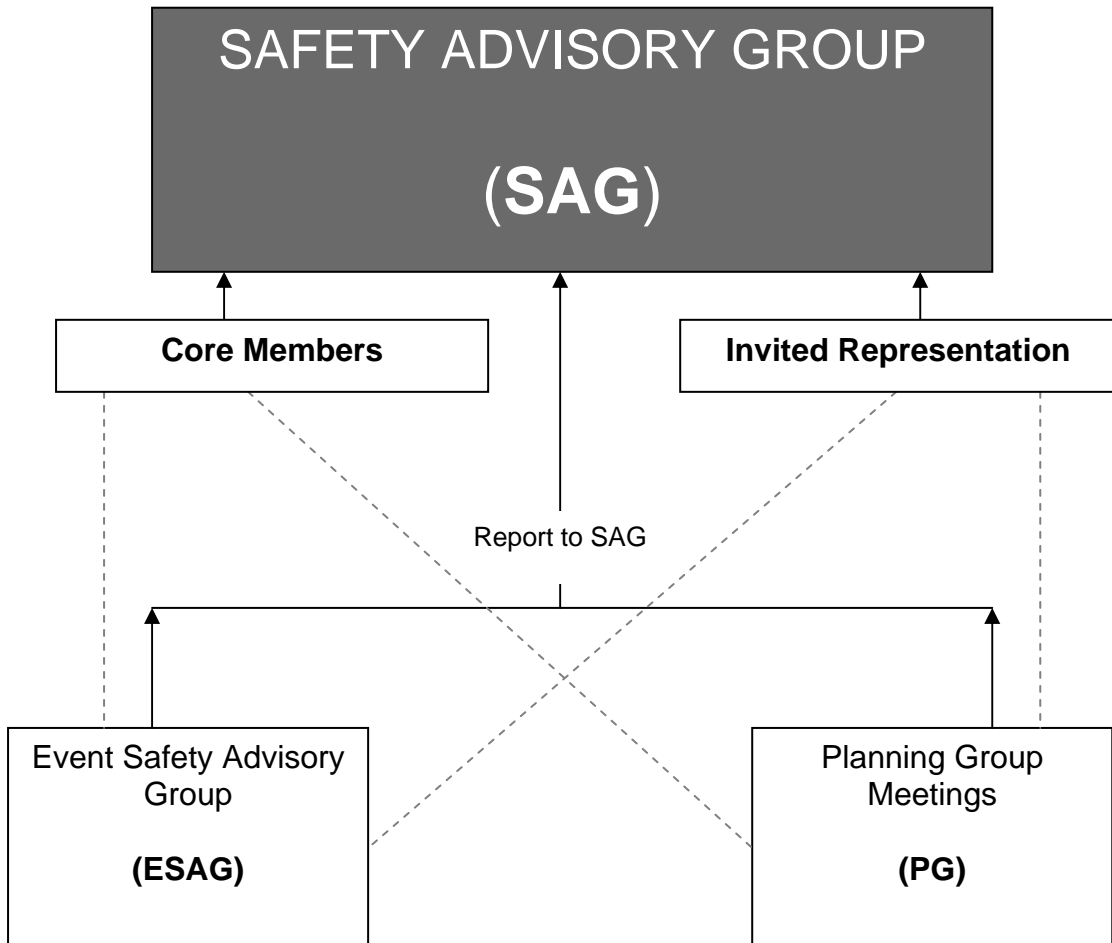 SAFETY ADVISORY GROUP
(SAG)
Core Members
Invited Representation
Report to SAG
Event Safety Advisory
Group
(ESAG)
Planning Group
Meetings
(PG)